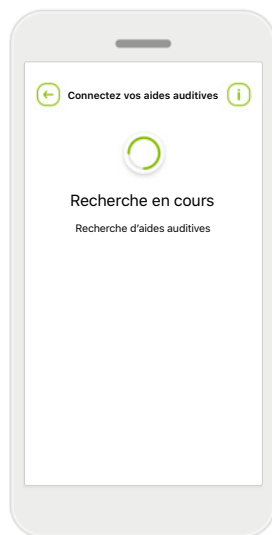 Connectez vos aides auditives
Recherche en cours
Recherche d’aides auditives